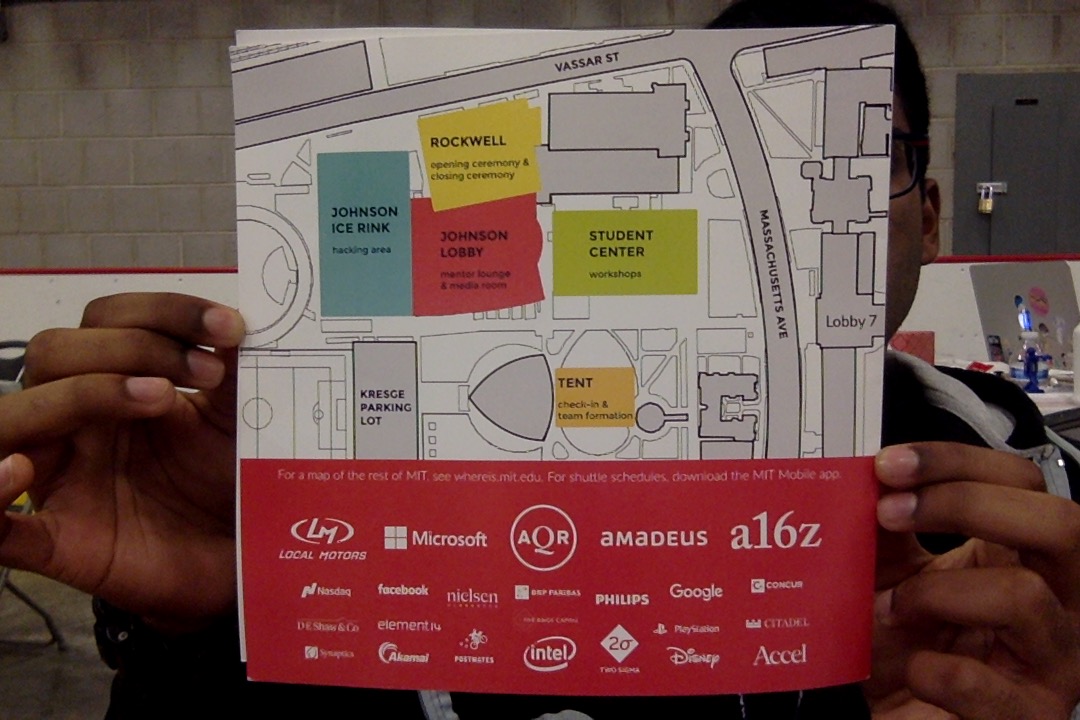 VASSAR ST
ROCKWELL
opening ceremony &
closing ceremony
JOHNSON
ICE RINK
hacking area
JOHNSON
LOBBY
mentor lounge
& media room
STUDENT
CENTER
workshops
MASSACHUSETTS AVE
Lobby 7
KRESGE
PARKING
LOT
TENT
check-in &
team formation
For a map of the rest of MIT, see whereis.mit.edu. For shuttle schedules, download the MIT Mobile app.
LM
LOCAL MOTORS
Microsoft
AQR
AMADEUS
a16z
Nasdaq
facebook
nielsen
BNP PARIBAS
PHILIPS
Google
C CONCUR
DE Shaw & Co
element14
PlayStation
CITADEL
Synaptics
Akamai
POSTMATES
intel
2σ
TWO SIGMA
Disney
Accel